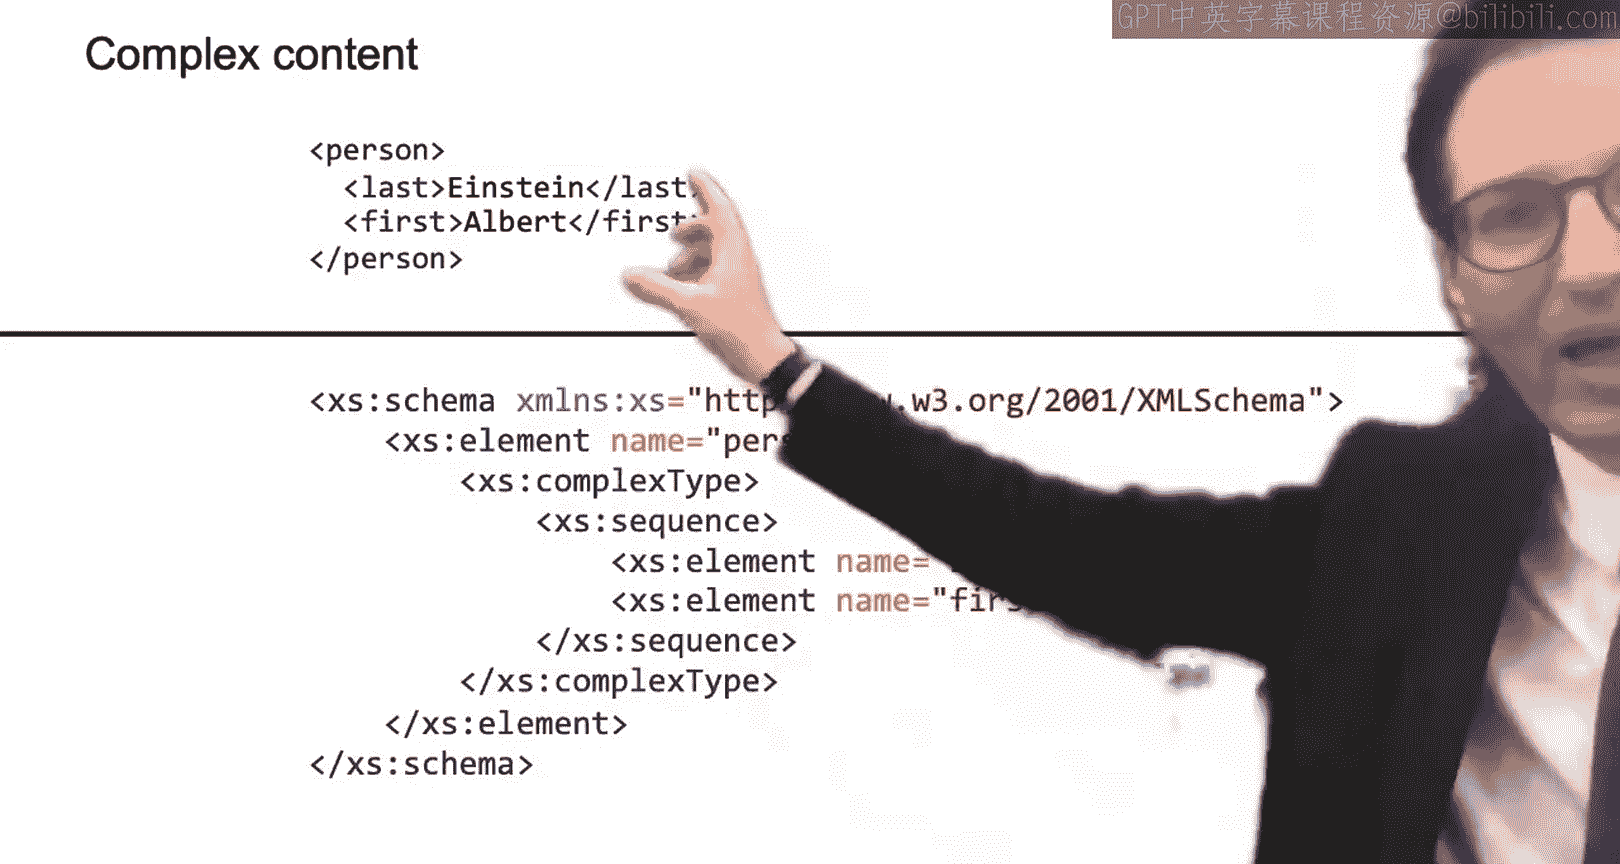 GPT中英字幕课程资源@bilibili.com
Complex content
<person>
<last>Einstein</last>
<first>Albert</first>
</person>
<xs:schema xmlns:xs="http w.w3.org/2001/XMLSchema">
<xs:element name="pers
<xs:complexType>
<xs:sequence>
<xs:element name=
<xs:element name="firs
</xs:sequence>
</xs:complexType>
</xs:element>
</xs:schema>